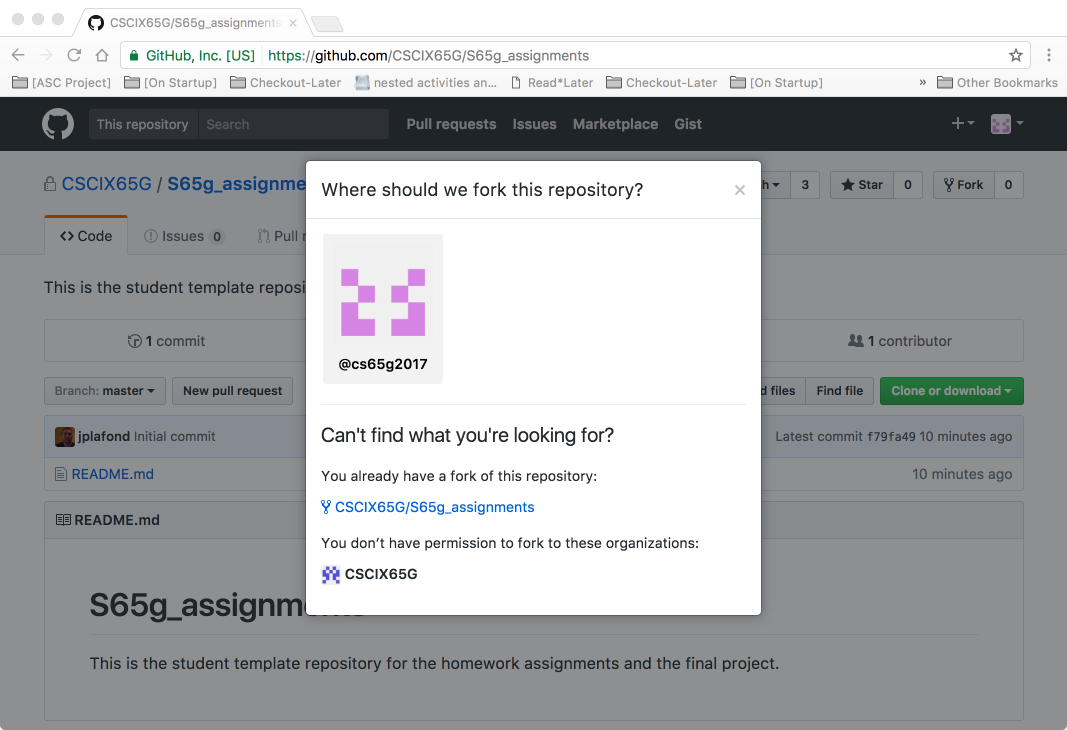 CSCIX65G/S65g_assignments
GitHub, Inc. [US] https://github.com/CSCIX65G/S65g_assignments
[ASC Project] [On Startup] Checkout-Later nested activities an... Read*Later Checkout-Later [On Startup] » Other Bookmarks
This repository Search Pull requests Issues Marketplace Gist
CSCIX65G / S65g_assignme
h 3 Star 0 Fork 0
Code Issues 0 Pull r
This is the student template reposi
1 commit 1 contributor
Branch: master New pull request d files Find file Clone or download
jplafond Initial commit Latest commit f79fa49 10 minutes ago
README.md 10 minutes ago
README.md
S65g_assignments
This is the student template repository for the homework assignments and the final project.
Where should we fork this repository? ×
@cs65g2017
Can't find what you're looking for?
You already have a fork of this repository:
CSCIX65G/S65g_assignments
You don’t have permission to fork to these organizations:
CSCIX65G